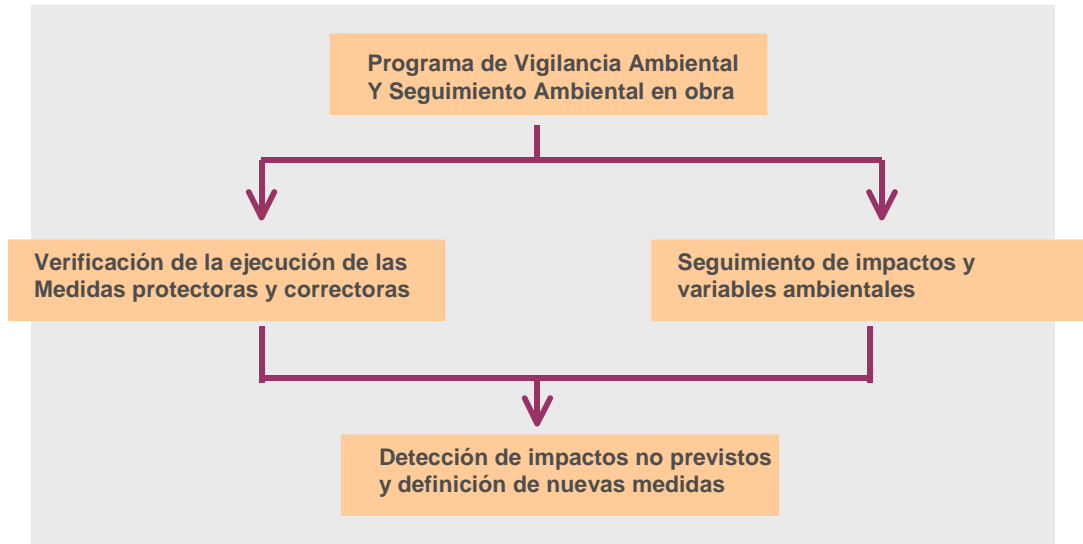 Programa de Vigilancia Ambiental
Y Seguimiento Ambiental en obra
Verificación de la ejecución de las
Medidas protectoras y correctoras
Seguimiento de impactos y
variables ambientales
Detección de impactos no previstos
y definición de nuevas medidas